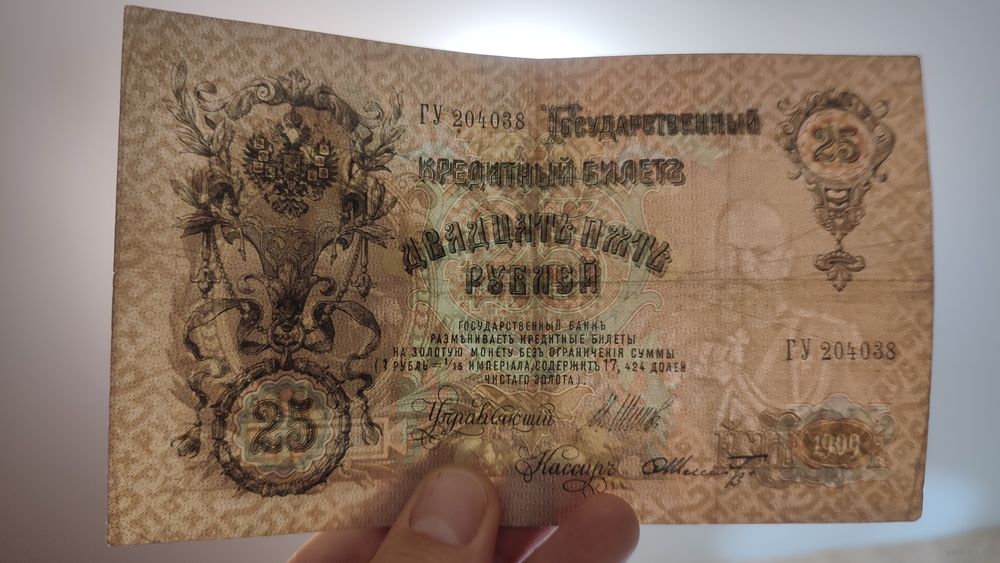 25
ГУ 204038
Государственный
Кредитный билетъ
Двадцать пять
рублей
ГОСУДАРСТВЕННЫЙ БАНКЪ
РАЗМѢНИВАЕТЪ КРЕДИТНЫЕ БИЛЕТЫ
НА ЗОЛОТУЮ МОНЕТУ БЕЗЪ ОГРАНИЧЕНІЯ СУММЫ
(1 РУБЛЬ = 1/15 ИМПЕРІАЛА, СОДЕРЖИТЪ 17,424 ДОЛЕЙ
ЧИСТАГО ЗОЛОТА).
ГУ 204038
25
Управляющий
Кассиръ
1909